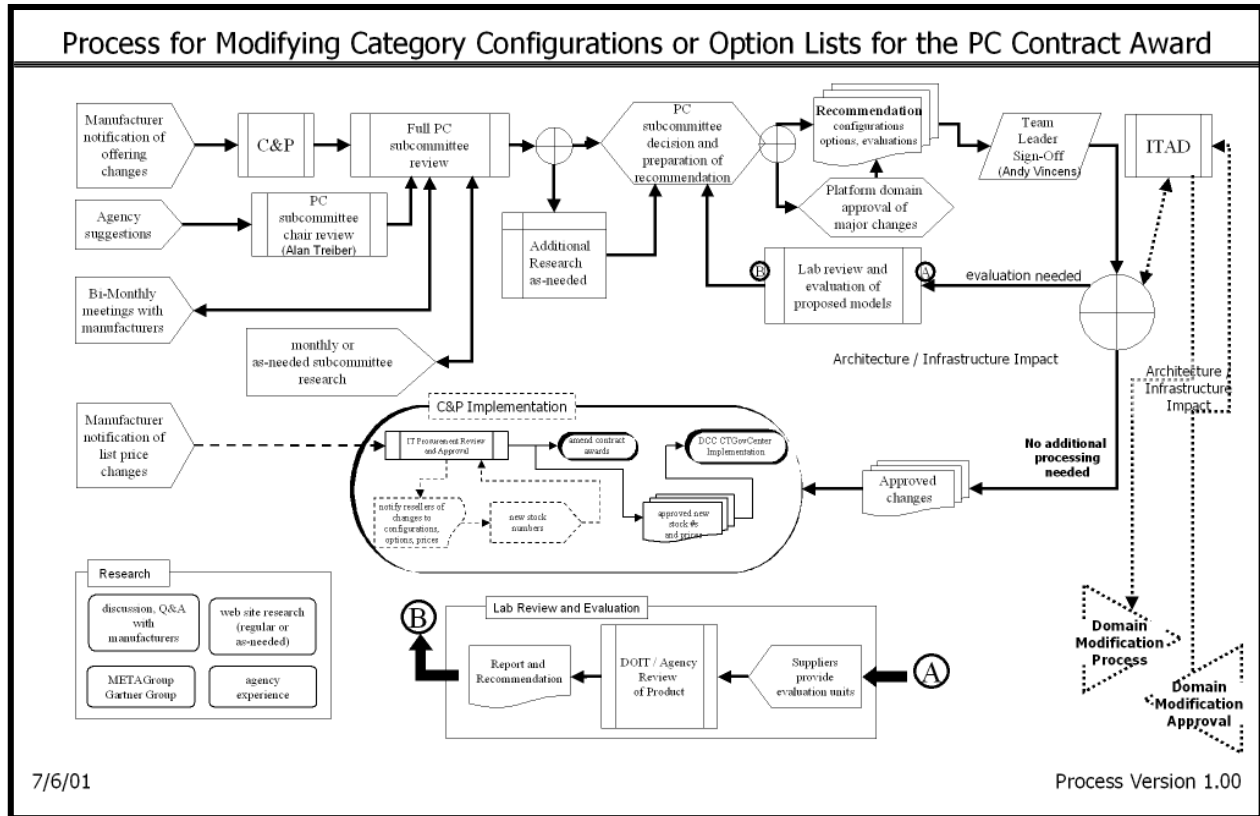 Process for Modifying Category Configurations or Option Lists for the PC Contract Award
Manufacturer
notification of
offering
changes
C&P
Full PC
subcommittee
review
PC
subcommittee
decision and
preparation of
recommendation
Recommendation
configurations
options, evaluations
Team
Leader
Sign-Off
(Andy Vincens)
ITAD
Agency
suggestions
PC
subcommittee
chair review
(Alan Treiber)
Additional
Research
as-needed
Platform domain
approval of
major changes
Bi-Monthly
meetings with
manufacturers
B
Lab review and
evaluation of
proposed models
A
evaluation needed
monthly or
as-needed subcommittee
research
Architecture / Infrastructure Impact
Architecture /
Infrastructure
Impact
Manufacturer
notification of
list price
changes
C&P Implementation
IT Procurement Review
and Approval
amend contract
awards
DCC CTGovCenter
Implementation
notify resellers of
changes to
configurations,
options, prices
new stock
numbers
approved new
stock #s
and prices
No additional
processing
needed
Approved
changes
Research
discussion, Q&A
with
manufacturers
web site research
(regular or
as-needed)
METAGroup
Gartner Group
agency
experience
Lab Review and Evaluation
B
Report and
Recommendation
DOIT / Agency
Review
of Product
Suppliers
provide
evaluation units
A
Domain
Modification
Process
Domain
Modification
Approval
7/6/01
Process Version 1.00